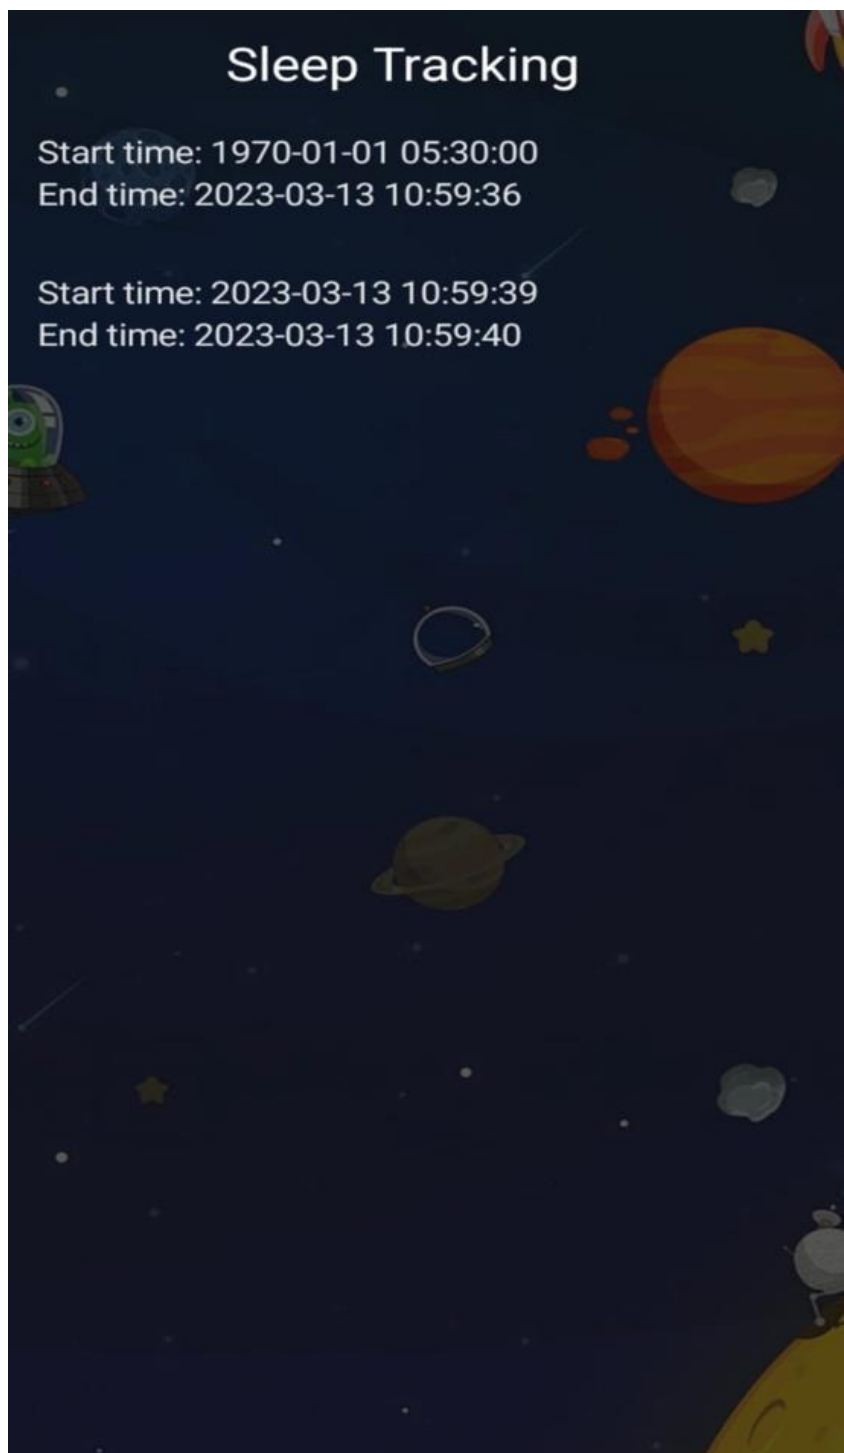 Sleep Tracking
Start time: 1970-01-01 05:30:00
End time: 2023-03-13 10:59:36
Start time: 2023-03-13 10:59:39
End time: 2023-03-13 10:59:40